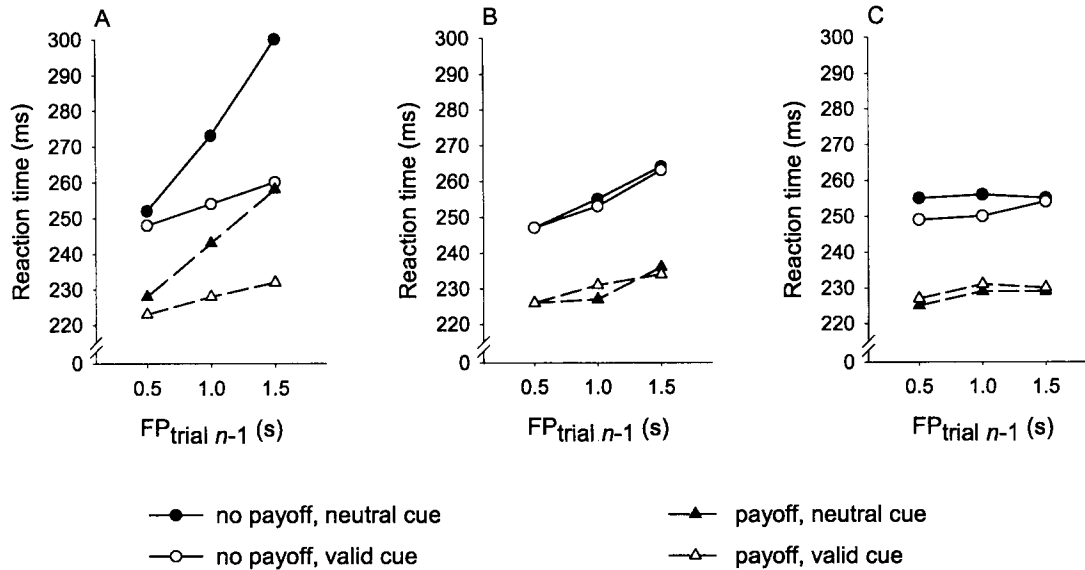 A
B
C
Reaction time (ms)
300
290
280
270
260
250
240
230
220
0
0.5 1.0 1.5
FPtrial n-1 (s)
Reaction time (ms)
300
290
280
270
260
250
240
230
220
0
0.5 1.0 1.5
FPtrial n-1 (s)
Reaction time (ms)
300
290
280
270
260
250
240
230
220
0
0.5 1.0 1.5
FPtrial n-1 (s)
no payoff, neutral cue
no payoff, valid cue
payoff, neutral cue
payoff, valid cue